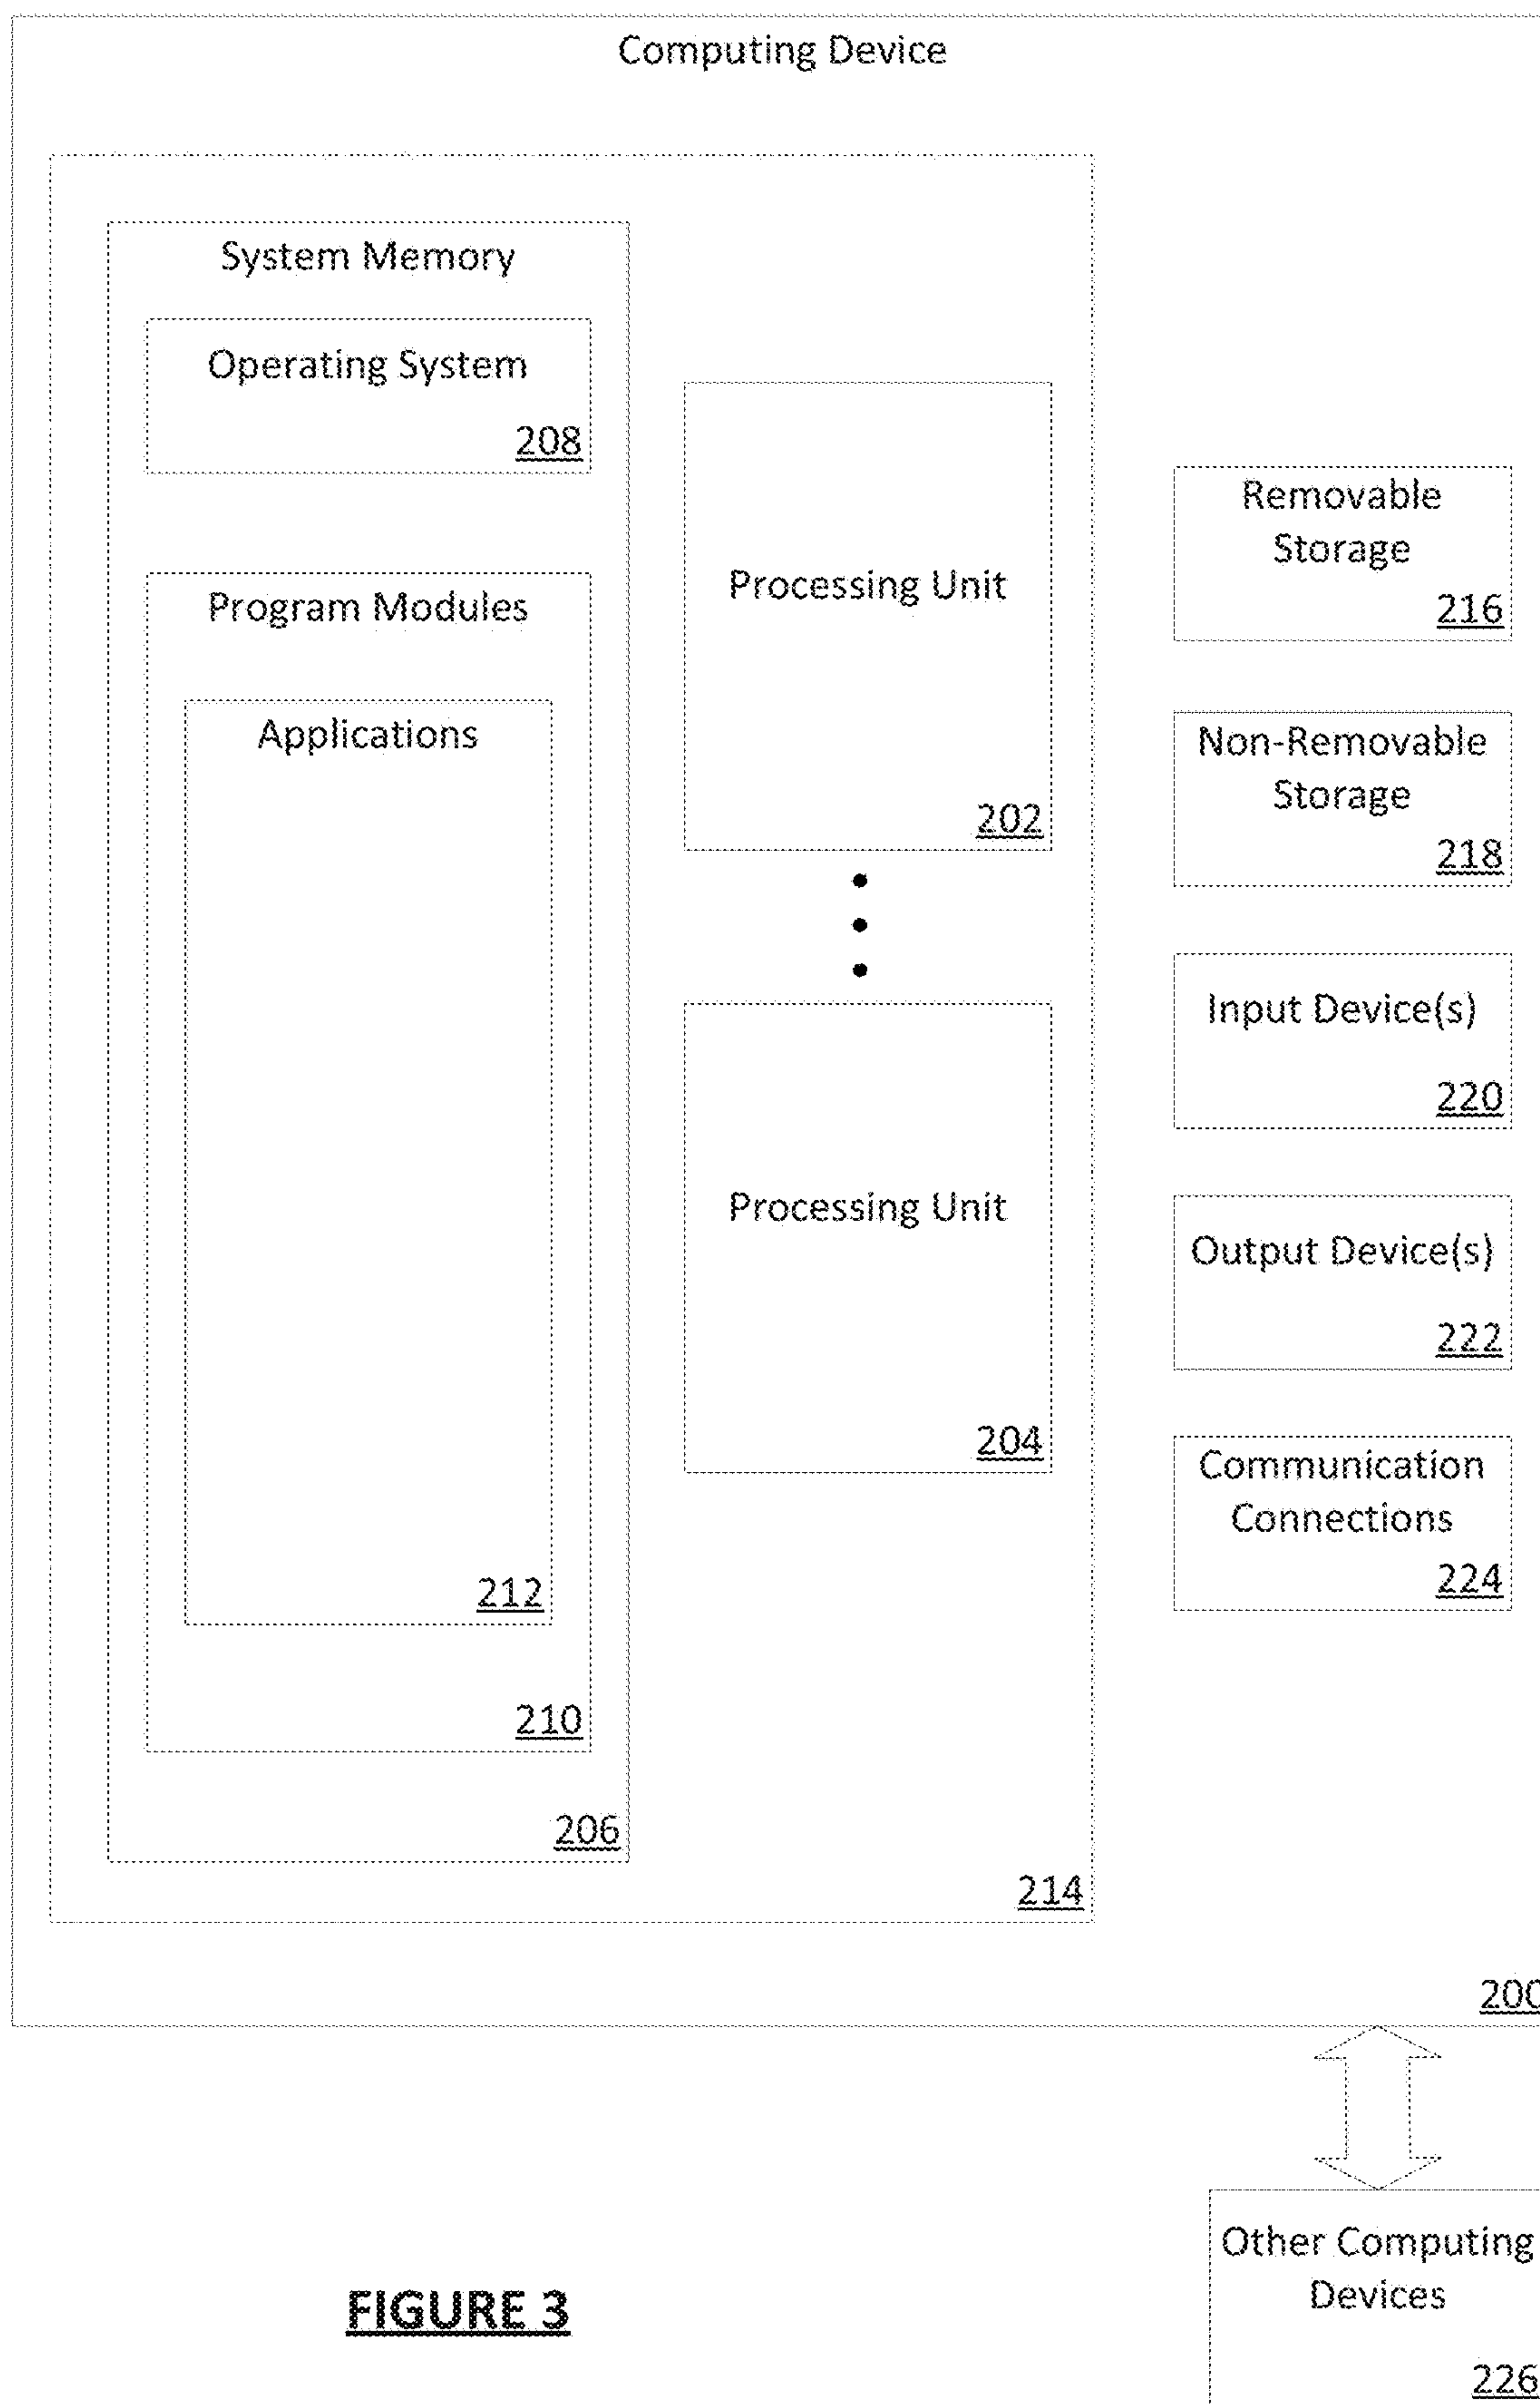 Computing Device
System Memory
Operating System
208
Program Modules
Applications
212
210
206
Processing Unit
202
Processing Unit
204
214
Removable
Storage
216
Non-Removable
Storage
218
Input Device(s)
220
Output Device(s)
222
Communication
Connections
224
200
Other Computing
Devices
226
FIGURE 3